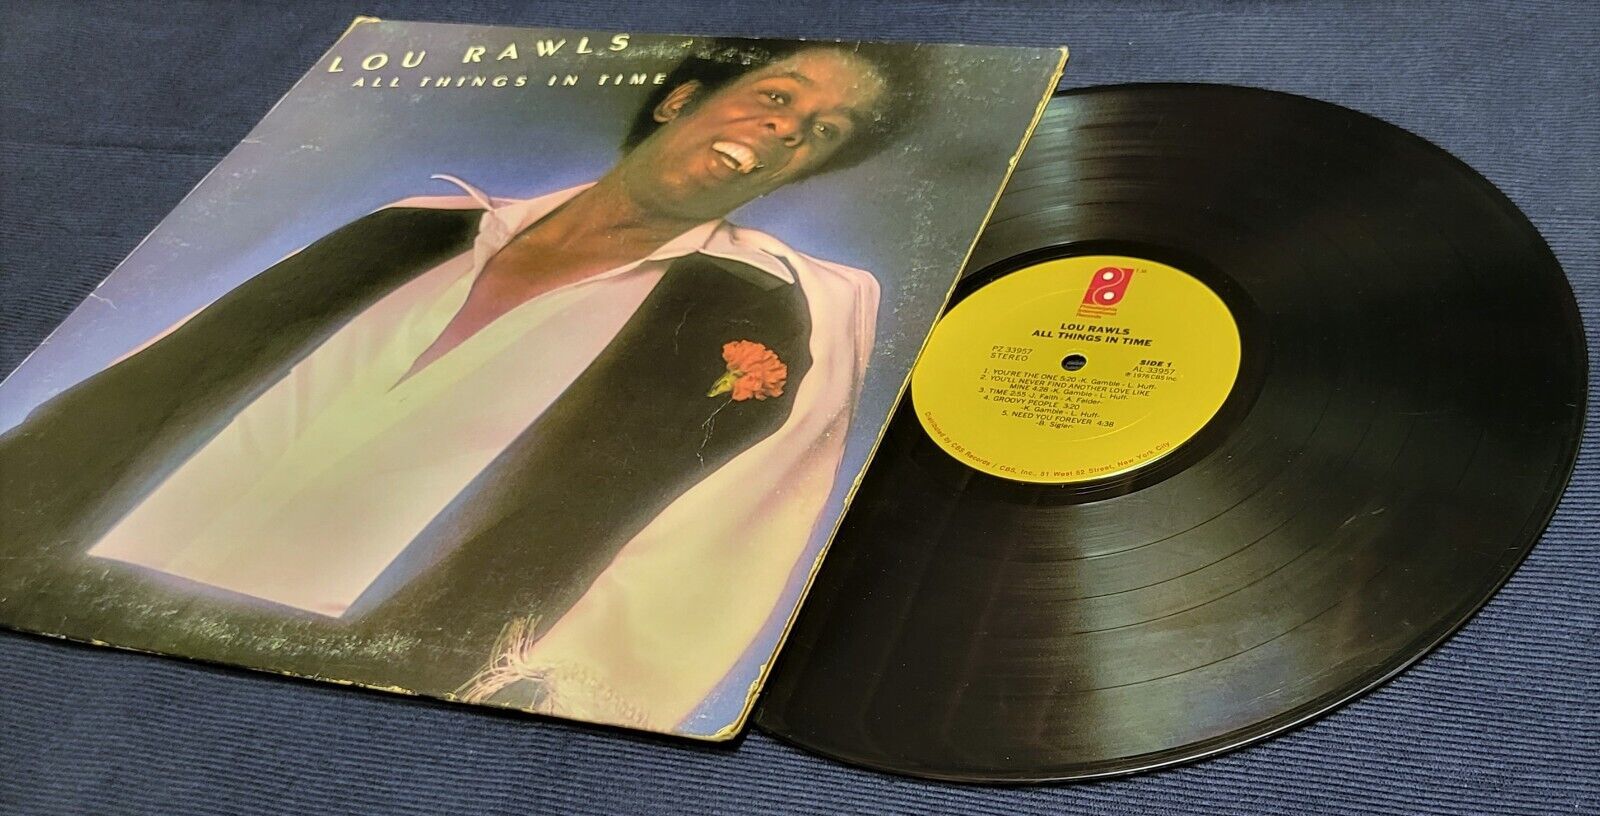 LOU RAWLS
ALL THINGS IN TIME
Philadelphia
International
Records
LOU RAWLS
ALL THINGS IN TIME
PZ 33957
STEREO
SIDE 1
AL 33957
℗ 1976 CBS Inc.
1. YOU'RE THE ONE 5:20 -K. Gamble - L. Huff-
2. YOU'LL NEVER FIND ANOTHER LOVE LIKE
MINE 4:28 -K. Gamble - L. Huff-
3. TIME 2:55 J. Faith - A. Felder-
4. GROOVY PEOPLE 3:20
-K. Gamble - L. Huff-
5. NEED YOU FOREVER 4:38
-B. Sigler-
Distributed by CBS Records / CBS, Inc., 51 West 52 Street, New York City